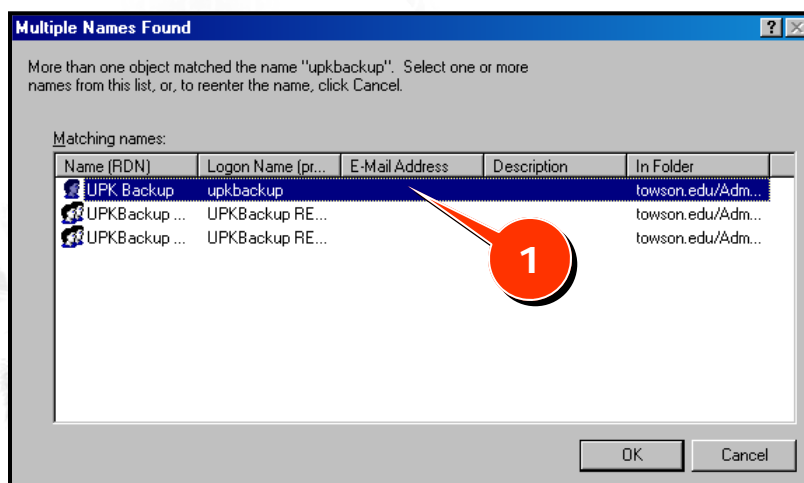 Multiple Names Found
More than one object matched the name "upkbackup".  Select one or more
names from this list, or, to reenter the name, click Cancel.
Matching names:
Name (RDN) Logon Name (pr... E-Mail Address Description In Folder
UPK Backup upkbackup towson.edu/Adm...
UPKBackup ... UPKBackup RE... towson.edu/Adm...
UPKBackup ... UPKBackup RE... towson.edu/Adm...
1
OK Cancel